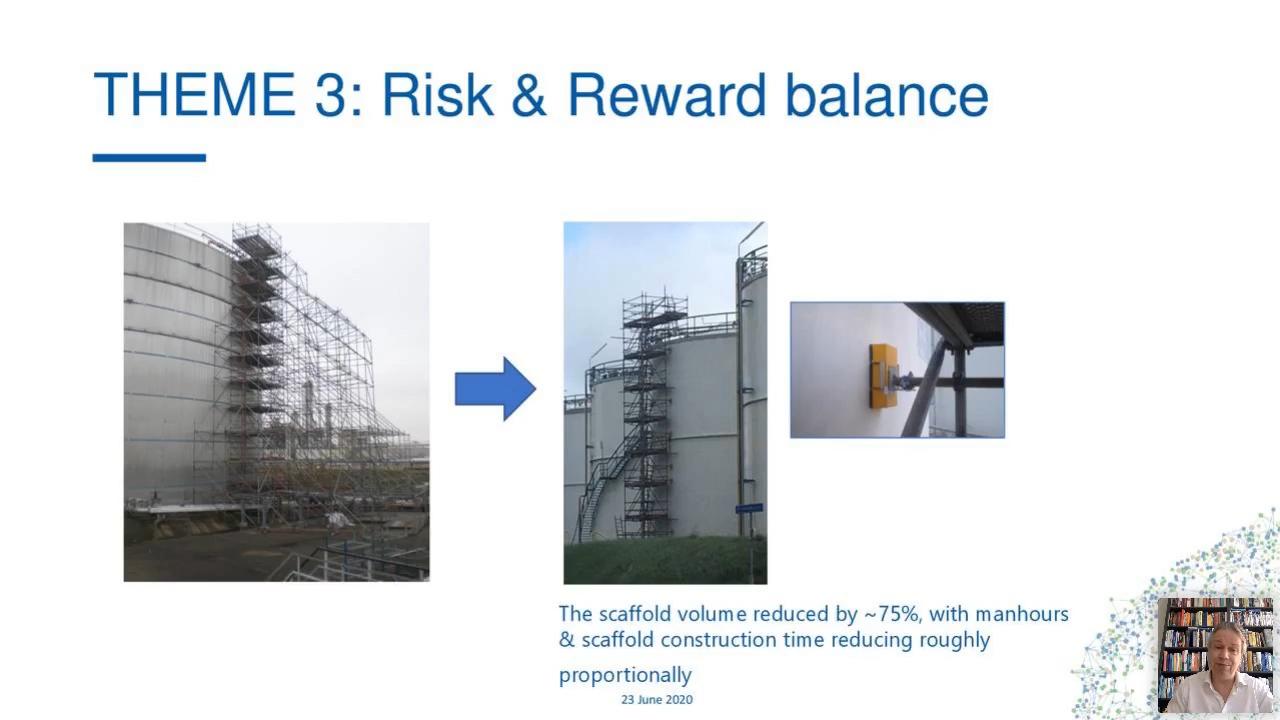 THEME 3: Risk & Reward balance
The scaffold volume reduced by ~75%, with manhours
& scaffold construction time reducing roughly
proportionally
23 June 2020